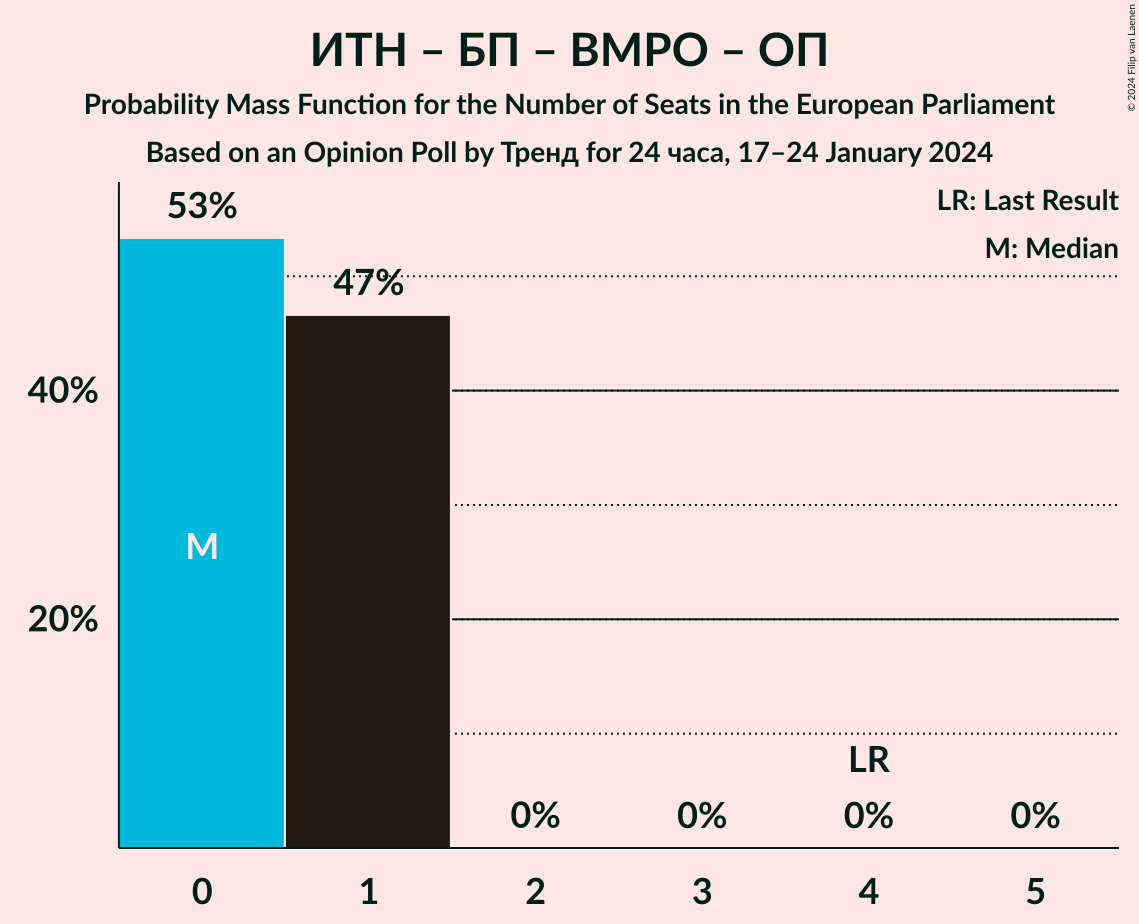 ИТН – БП – ВМРО – ОП
Probability Mass Function for the Number of Seats in the European Parliament
Based on an Opinion Poll by Тренд for 24 часа, 17–24 January 2024
© 2024 Filip van Laenen
LR: Last Result
M: Median
53%
47%
40%
20%
M
LR
0%
0%
0%
0%
0
1
2
3
4
5